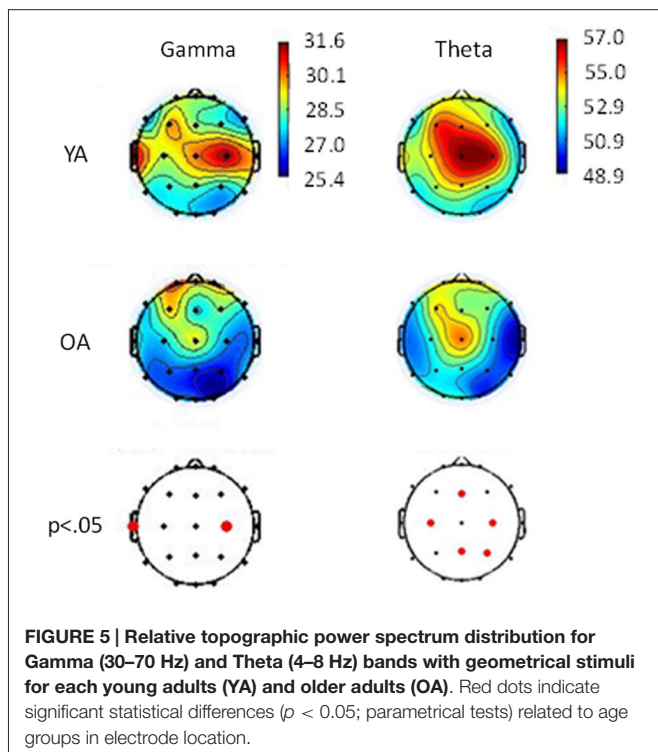 Gamma
31.6
30.1
28.5
27.0
25.4
Theta
57.0
55.0
52.9
50.9
48.9
YA
OA
p<.05
FIGURE 5 | Relative topographic power spectrum distribution for
Gamma (30–70 Hz) and Theta (4–8 Hz) bands with geometrical stimuli
for each young adults (YA) and older adults (OA). Red dots indicate
significant statistical differences (p < 0.05; parametrical tests) related to age
groups in electrode location.